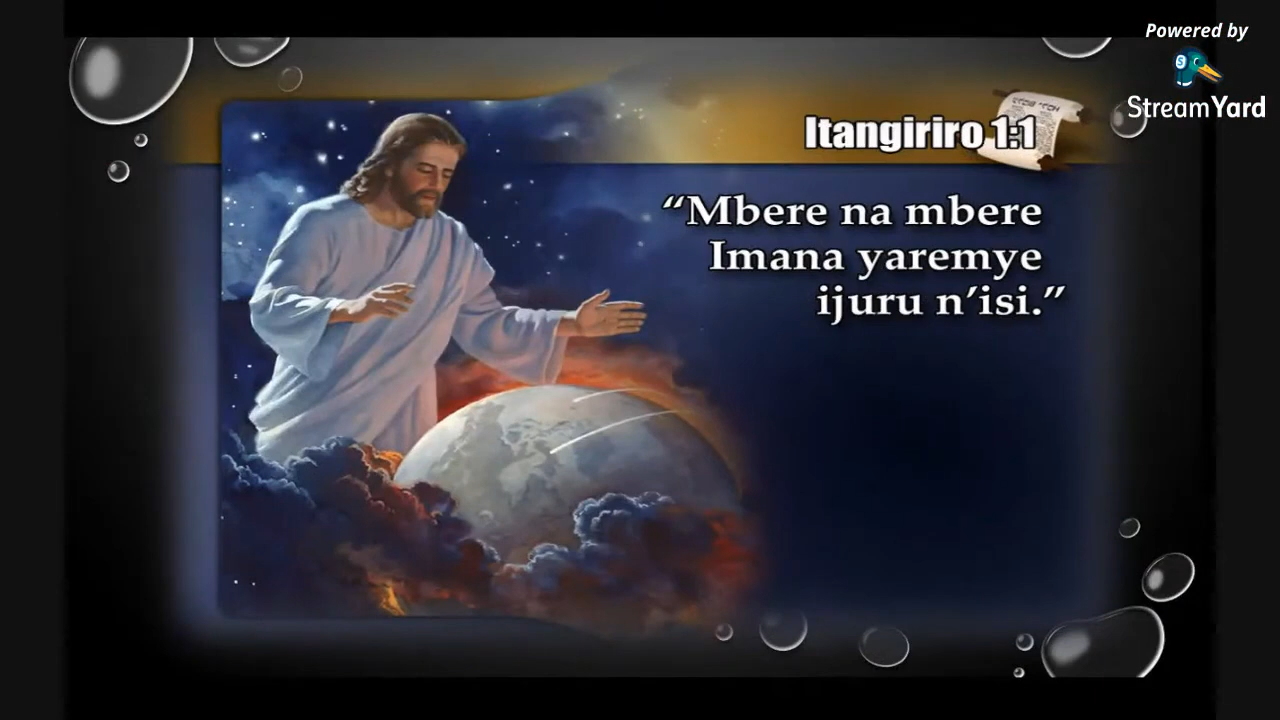 Powered by
StreamYard
Itangiriro 1:1
“Mbere na mbere
Imana yaremye
ijuru n’isi.”